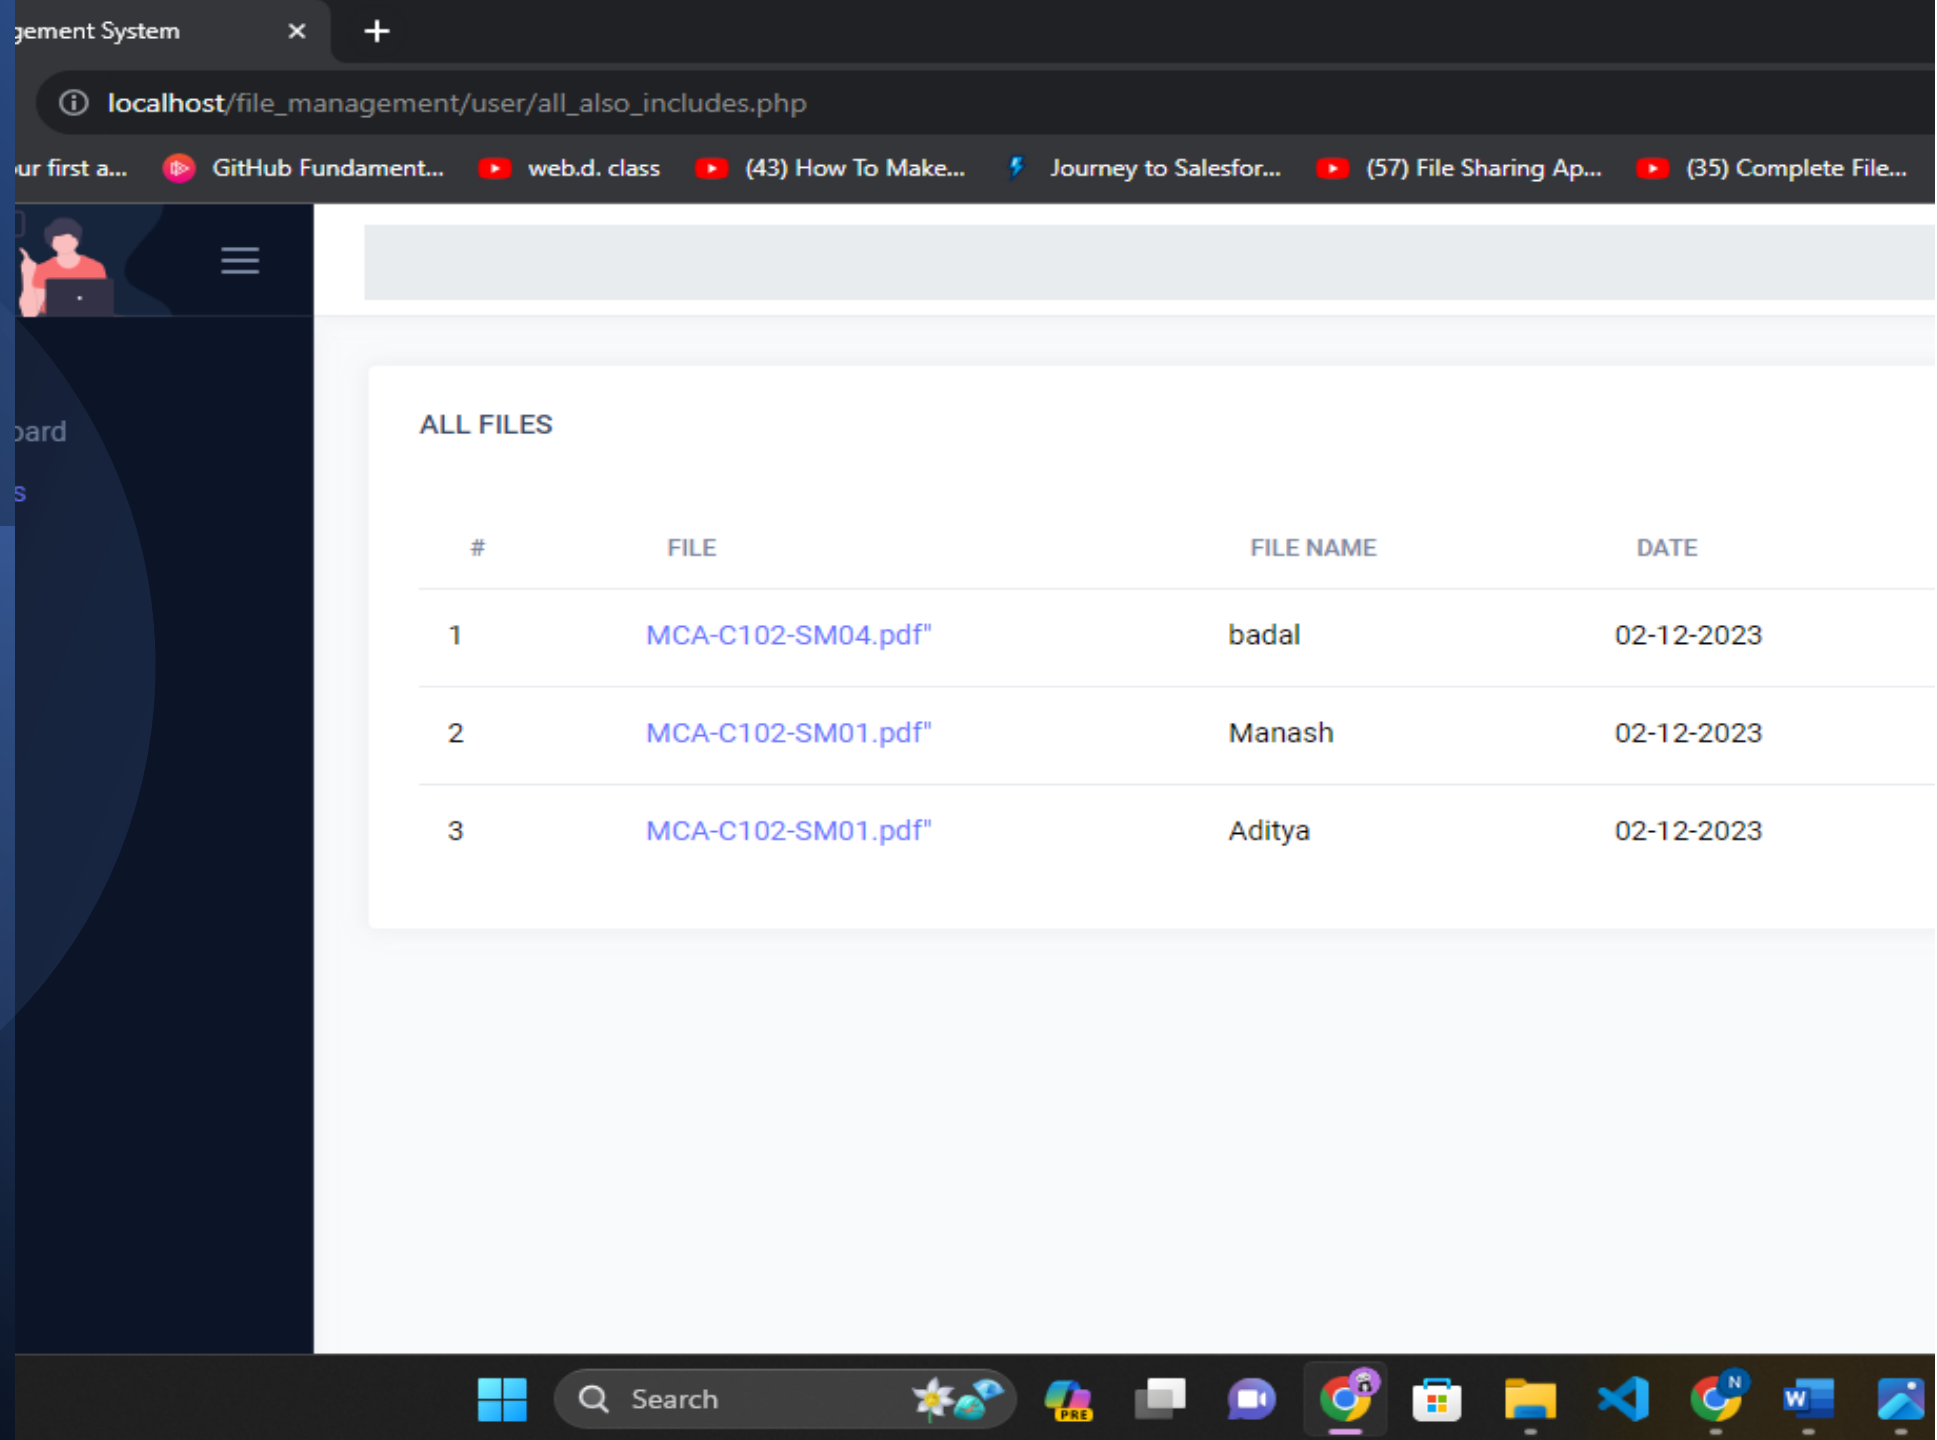 gement System
localhost/file_management/user/all_also_includes.php
ur first a... GitHub Fundament... web.d. class (43) How To Make... Journey to Salesfor... (57) File Sharing Ap... (35) Complete File...
oard
s
ALL FILES
# FILE FILE NAME DATE
1 MCA-C102-SM04.pdf" badal 02-12-2023
2 MCA-C102-SM01.pdf" Manash 02-12-2023
3 MCA-C102-SM01.pdf" Aditya 02-12-2023
Search PRE N W